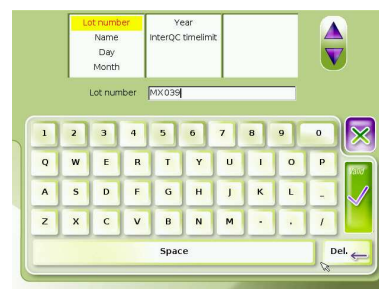 Lot number
Name
Day
Month
Year
InterQC timelimit
Lot number MX039
1 2 3 4 5 6 7 8 9 0
Q W E R T Y U I O P
Valid
A S D F G H J K L _
Z X C V B N M - . /
Space Del.